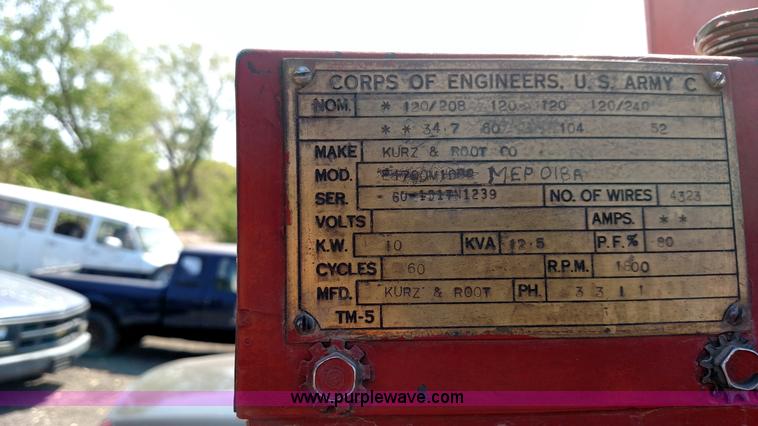 CORPS OF ENGINEERS, U.S. ARMY C
NOM. * 120/208 120 120 120/240
* * 34.7 60 104 52
MAKE KURZ & ROOT CO
MOD. MEP 018A
SER. NO. OF WIRES 4323
VOLTS AMPS. * *
K.W. 10 KVA 12.5 P.F.% 80
CYCLES 60 R.P.M. 1800
MFD. KURZ & ROOT PH. 3 3 1 1
TM-5
www.purplewave.com